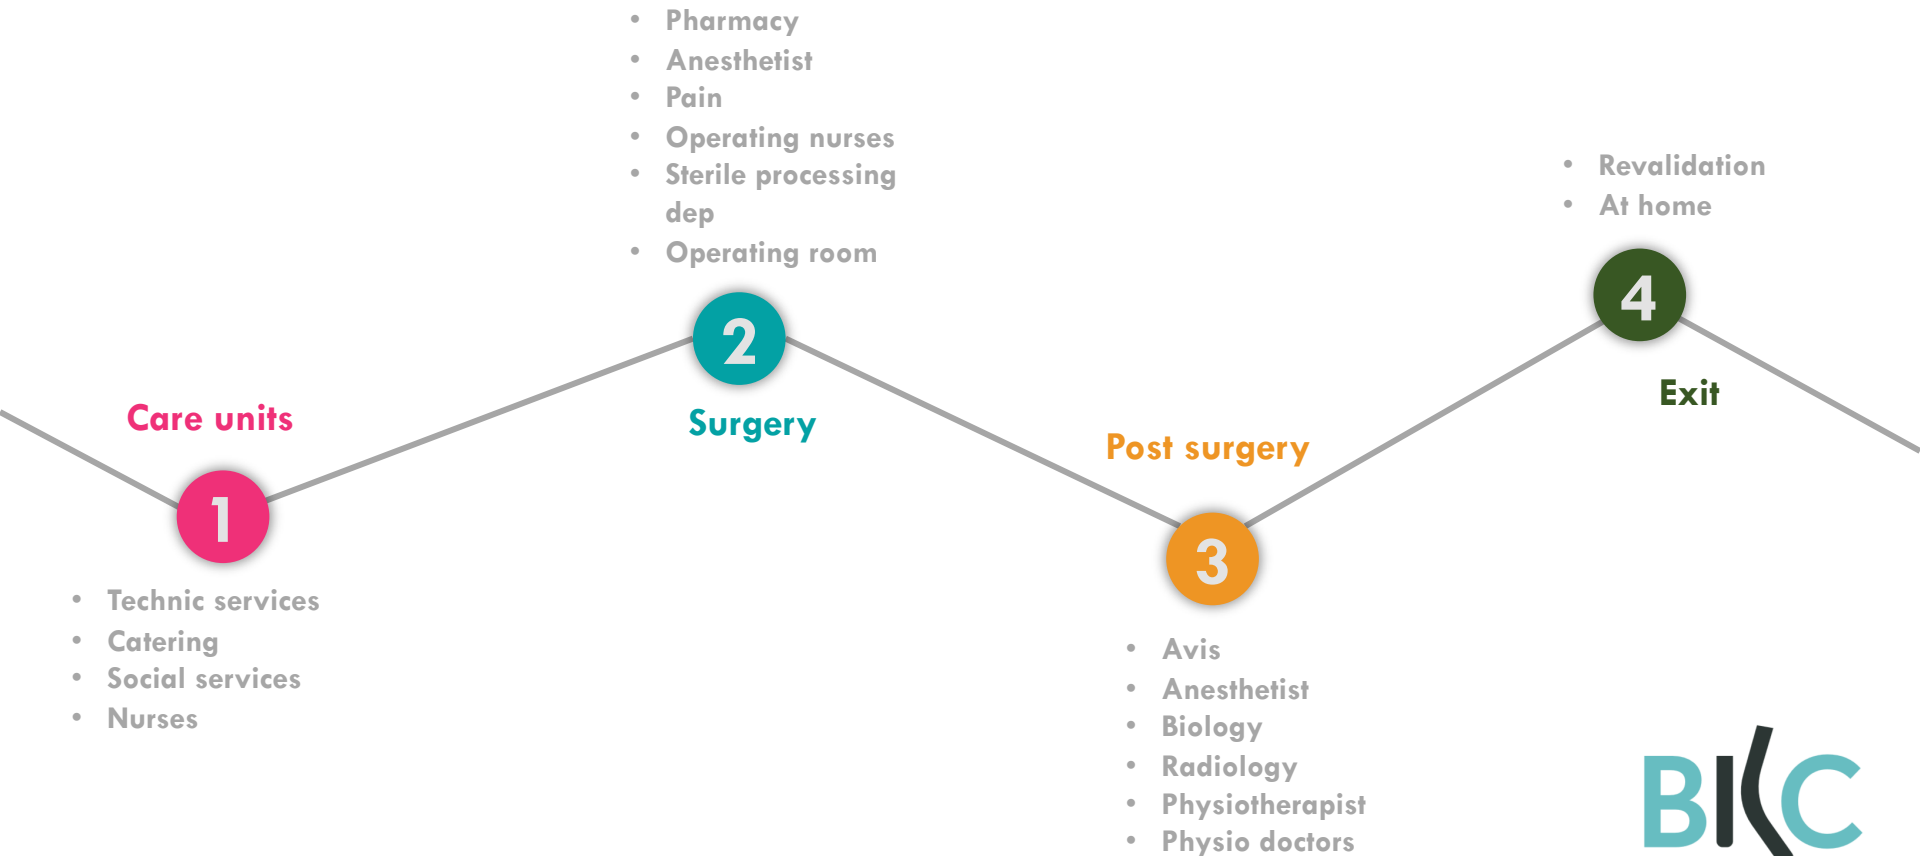 Care units
1
• Technic services
• Catering
• Social services
• Nurses
• Pharmacy
• Anesthetist
• Pain
• Operating nurses
• Sterile processing
dep
• Operating room
2
Surgery
Post surgery
3
• Avis
• Anesthetist
• Biology
• Radiology
• Physiotherapist
• Physio doctors
• Revalidation
• At home
4
Exit
BKC